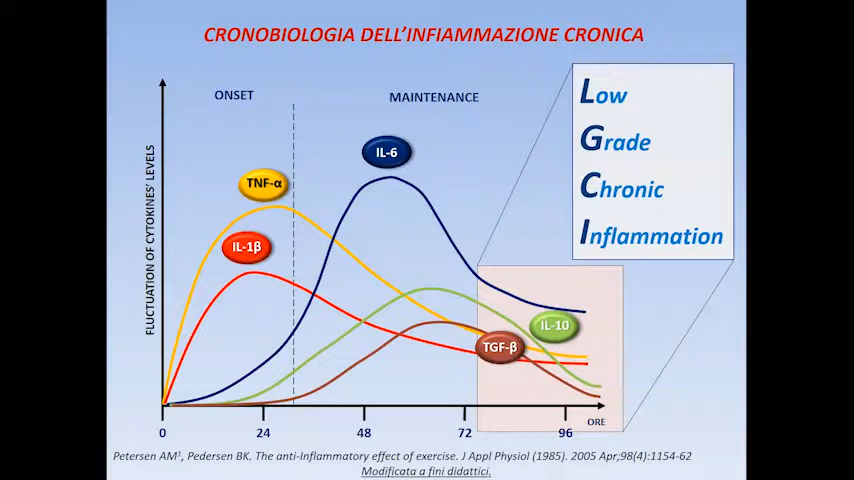 CRONOBIOLOGIA DELL'INFIAMMAZIONE CRONICA
ONSET
MAINTENANCE
Low
Grade
Chronic
Inflammation
IL-6
TNF-α
IL-1β
IL-10
TGF-β
FLUCTUATION OF CYTOKINES' LEVELS
0 24 48 72 96 ORE
Petersen AM¹, Pedersen BK. The anti-Inflammatory effect of exercise. J Appl Physiol (1985). 2005 Apr;98(4):1154-62
Modificata a fini didattici.